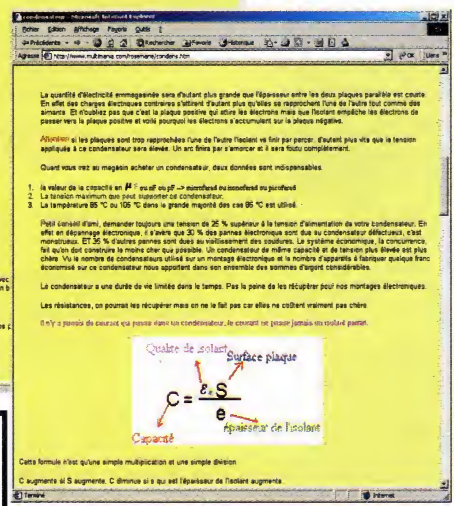 condensateur - Microsoft Internet Explorer
Fichier Edition Affichage Favoris Outils ?
Précédente Rechercher Favoris Historique
Adresse http://www.multimania.com/rosemarie/condens.htm OK Liens
La quantité d'électricité emmagasinée sera d'autant plus grande que l'épaisseur entre les deux plaques parallèle est courte.
En effet des charges électriques contraires s'attirent d'autant plus qu'elles se rapprochent l'une de l'autre tout comme des
aimants. Et n'oubliez pas que c'est la plaque positive qui attire les électrons mais que l'isolant empêche les électrons de
passer vers la plaque positive et voilà pourquoi les électrons s'accumulent sur la plaque négative.
Attention si les plaques sont trop rapprochées l'une de l'autre l'isolant va finir par percer, d'autant plus vite que la tension
appliquée à ce condensateur sera élevée. Un arc finira par s'amorcer et il sera foutu complètement.
Quand vous irez au magasin acheter un condensateur, deux données sont indispensables.
1. la valeur de la capacité en µF ou nF ou pF --> microfarad ou nanofarad ou picofarad
2. La tension maximum que peut supporter ce condensateur.
3. La température 85 °C ou 105 °C dans la grande majorité des cas 85 °C est utilisé.
Petit conseil d'ami, demander toujours une tension de 25 % supérieur à la tension d'alimentation de votre condensateur. En
effet en dépannage électronique, il s'avère que 30 % des pannes électronique sont due au condensateur défectueux, c'est
monstrueux. ET 35 % d'autres pannes sont dues au vieillissement des soudures. Le système économique, la concurrence,
fait qu'on doit construire le moins cher que possible. Un condensateur de même capacité et de tension plus élevée est plus
chère. Vu le nombre de condensateurs utilisé sur un montage électronique et le nombre d'appareils à fabriquer quelque franc
économisé sur ce condensateur nous apportent dans son ensemble des sommes d'argent considérables.
Le condensateur a une durée de vie limitée dans le temps. Pas la peine de les récupérer pour nos montages électroniques.
Les résistances, on pourrait les récupérer mais on ne le fait pas car elles ne coûtent vraiment pas chère.
Il n'y a jamais de courant qui passe dans un condensateur, le courant ne passe jamais un isolant parfait.
Qualité de isolant
Surface plaque
C = ε . S
e
épaisseur de l'isolant
Capacité
Cette formule n'est qu'une simple multiplication et une simple division
C augmente si S augmente, C diminue si e qui est l'épaisseur de l'isolant augmente.
Terminé Internet